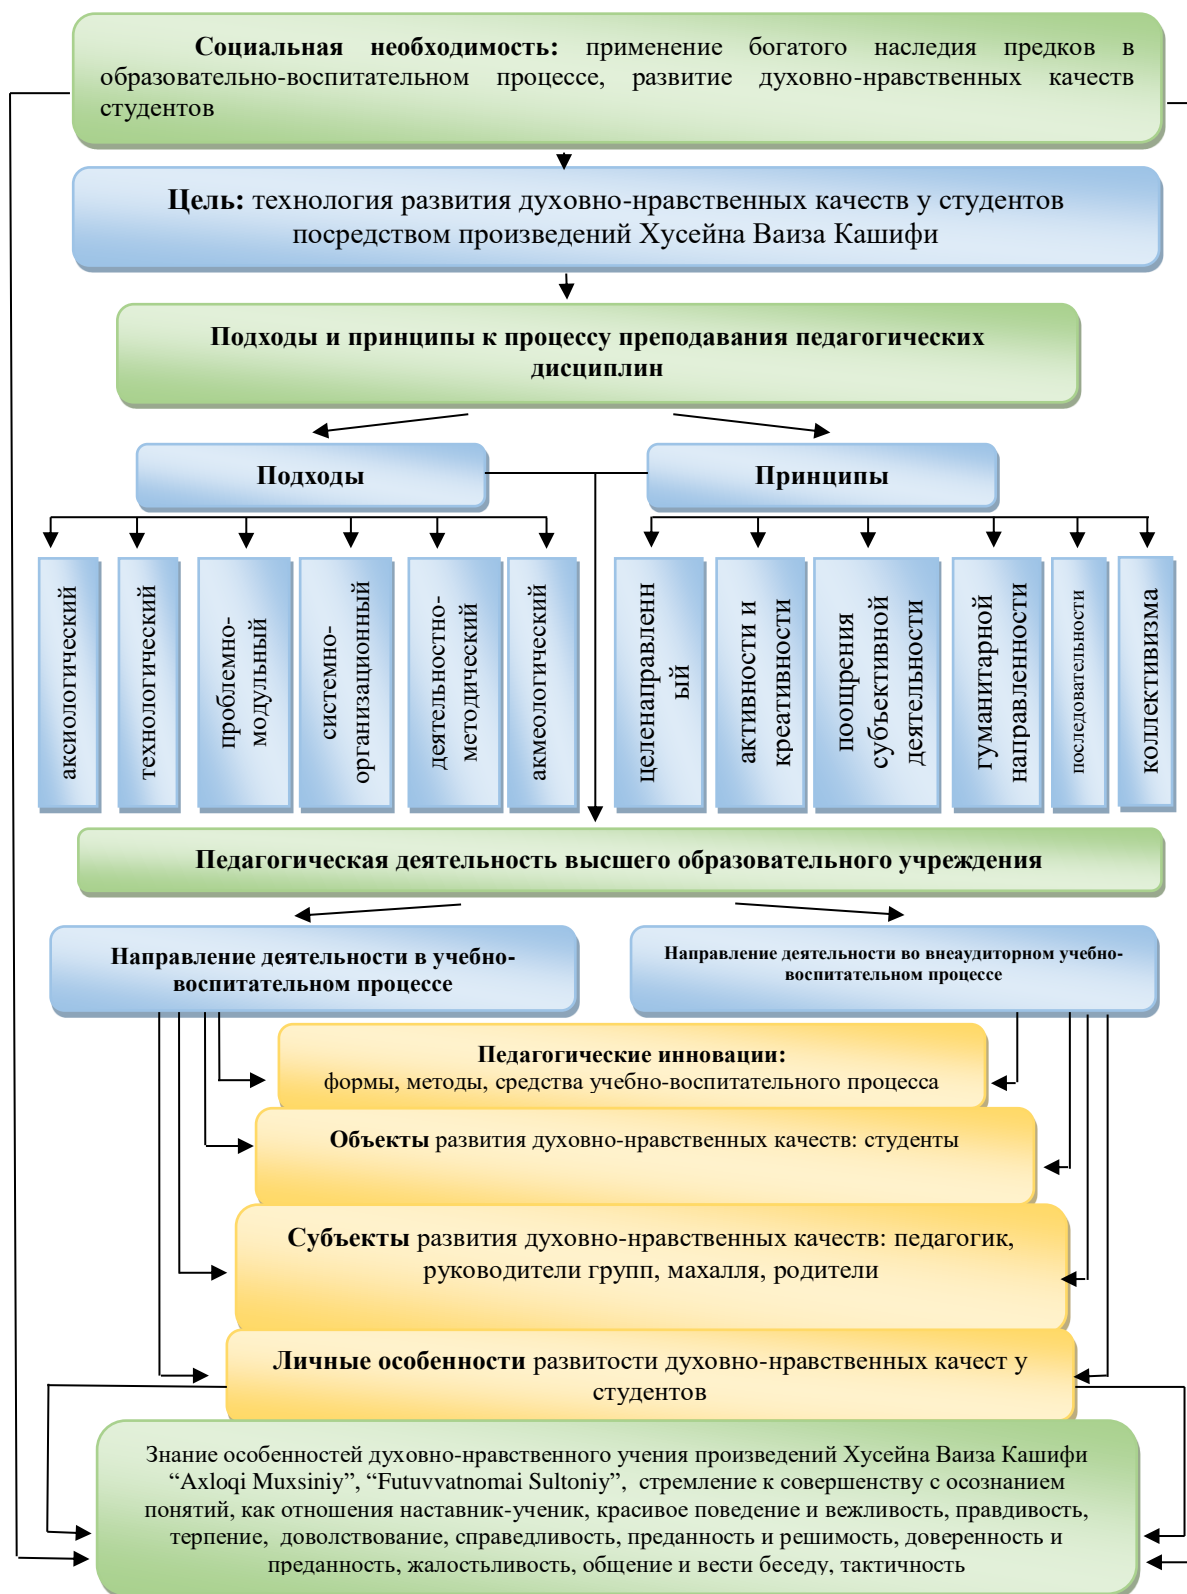 Социальная необходимость: применение богатого наследия предков в
образовательно-воспитательном процессе, развитие духовно-нравственных качеств
студентов
Цель: технология развития духовно-нравственных качеств у студентов
посредством произведений Хусейна Ваиза Кашифи
Подходы и принципы к процессу преподавания педагогических
дисциплин
Подходы
Принципы
аксиологический
технологический
проблемно-
модульный
системно-
организационный
деятельностно-
методический
акмеологический
целенаправленн
ый
активности и
креативности
поощрения
субъективной
деятельности
гуманитарной
направленности
последовательности
коллективизма
Педагогическая деятельность высшего образовательного учреждения
Направление деятельности в учебно-
воспитательном процессе
Направление деятельности во внеаудиторном учебно-
воспитательном процессе
Педагогические инновации:
формы, методы, средства учебно-воспитательного процесса
Объекты развития духовно-нравственных качеств: студенты
Субъекты развития духовно-нравственных качеств: педагогик,
руководители групп, махалля, родители
Личные особенности развитости духовно-нравственных качест у
студентов
Знание особенностей духовно-нравственного учения произведений Хусейна Ваиза Кашифи
“Axloqi Muxsiniy”, “Futuvvatnomai Sultoniy”, стремление к совершенству с осознанием
понятий, как отношения наставник-ученик, красивое поведение и вежливость, правдивость,
терпение, доволствование, справедливость, преданность и решимость, доверенность и
преданность, жалостьливость, общение и вести беседу, тактичность